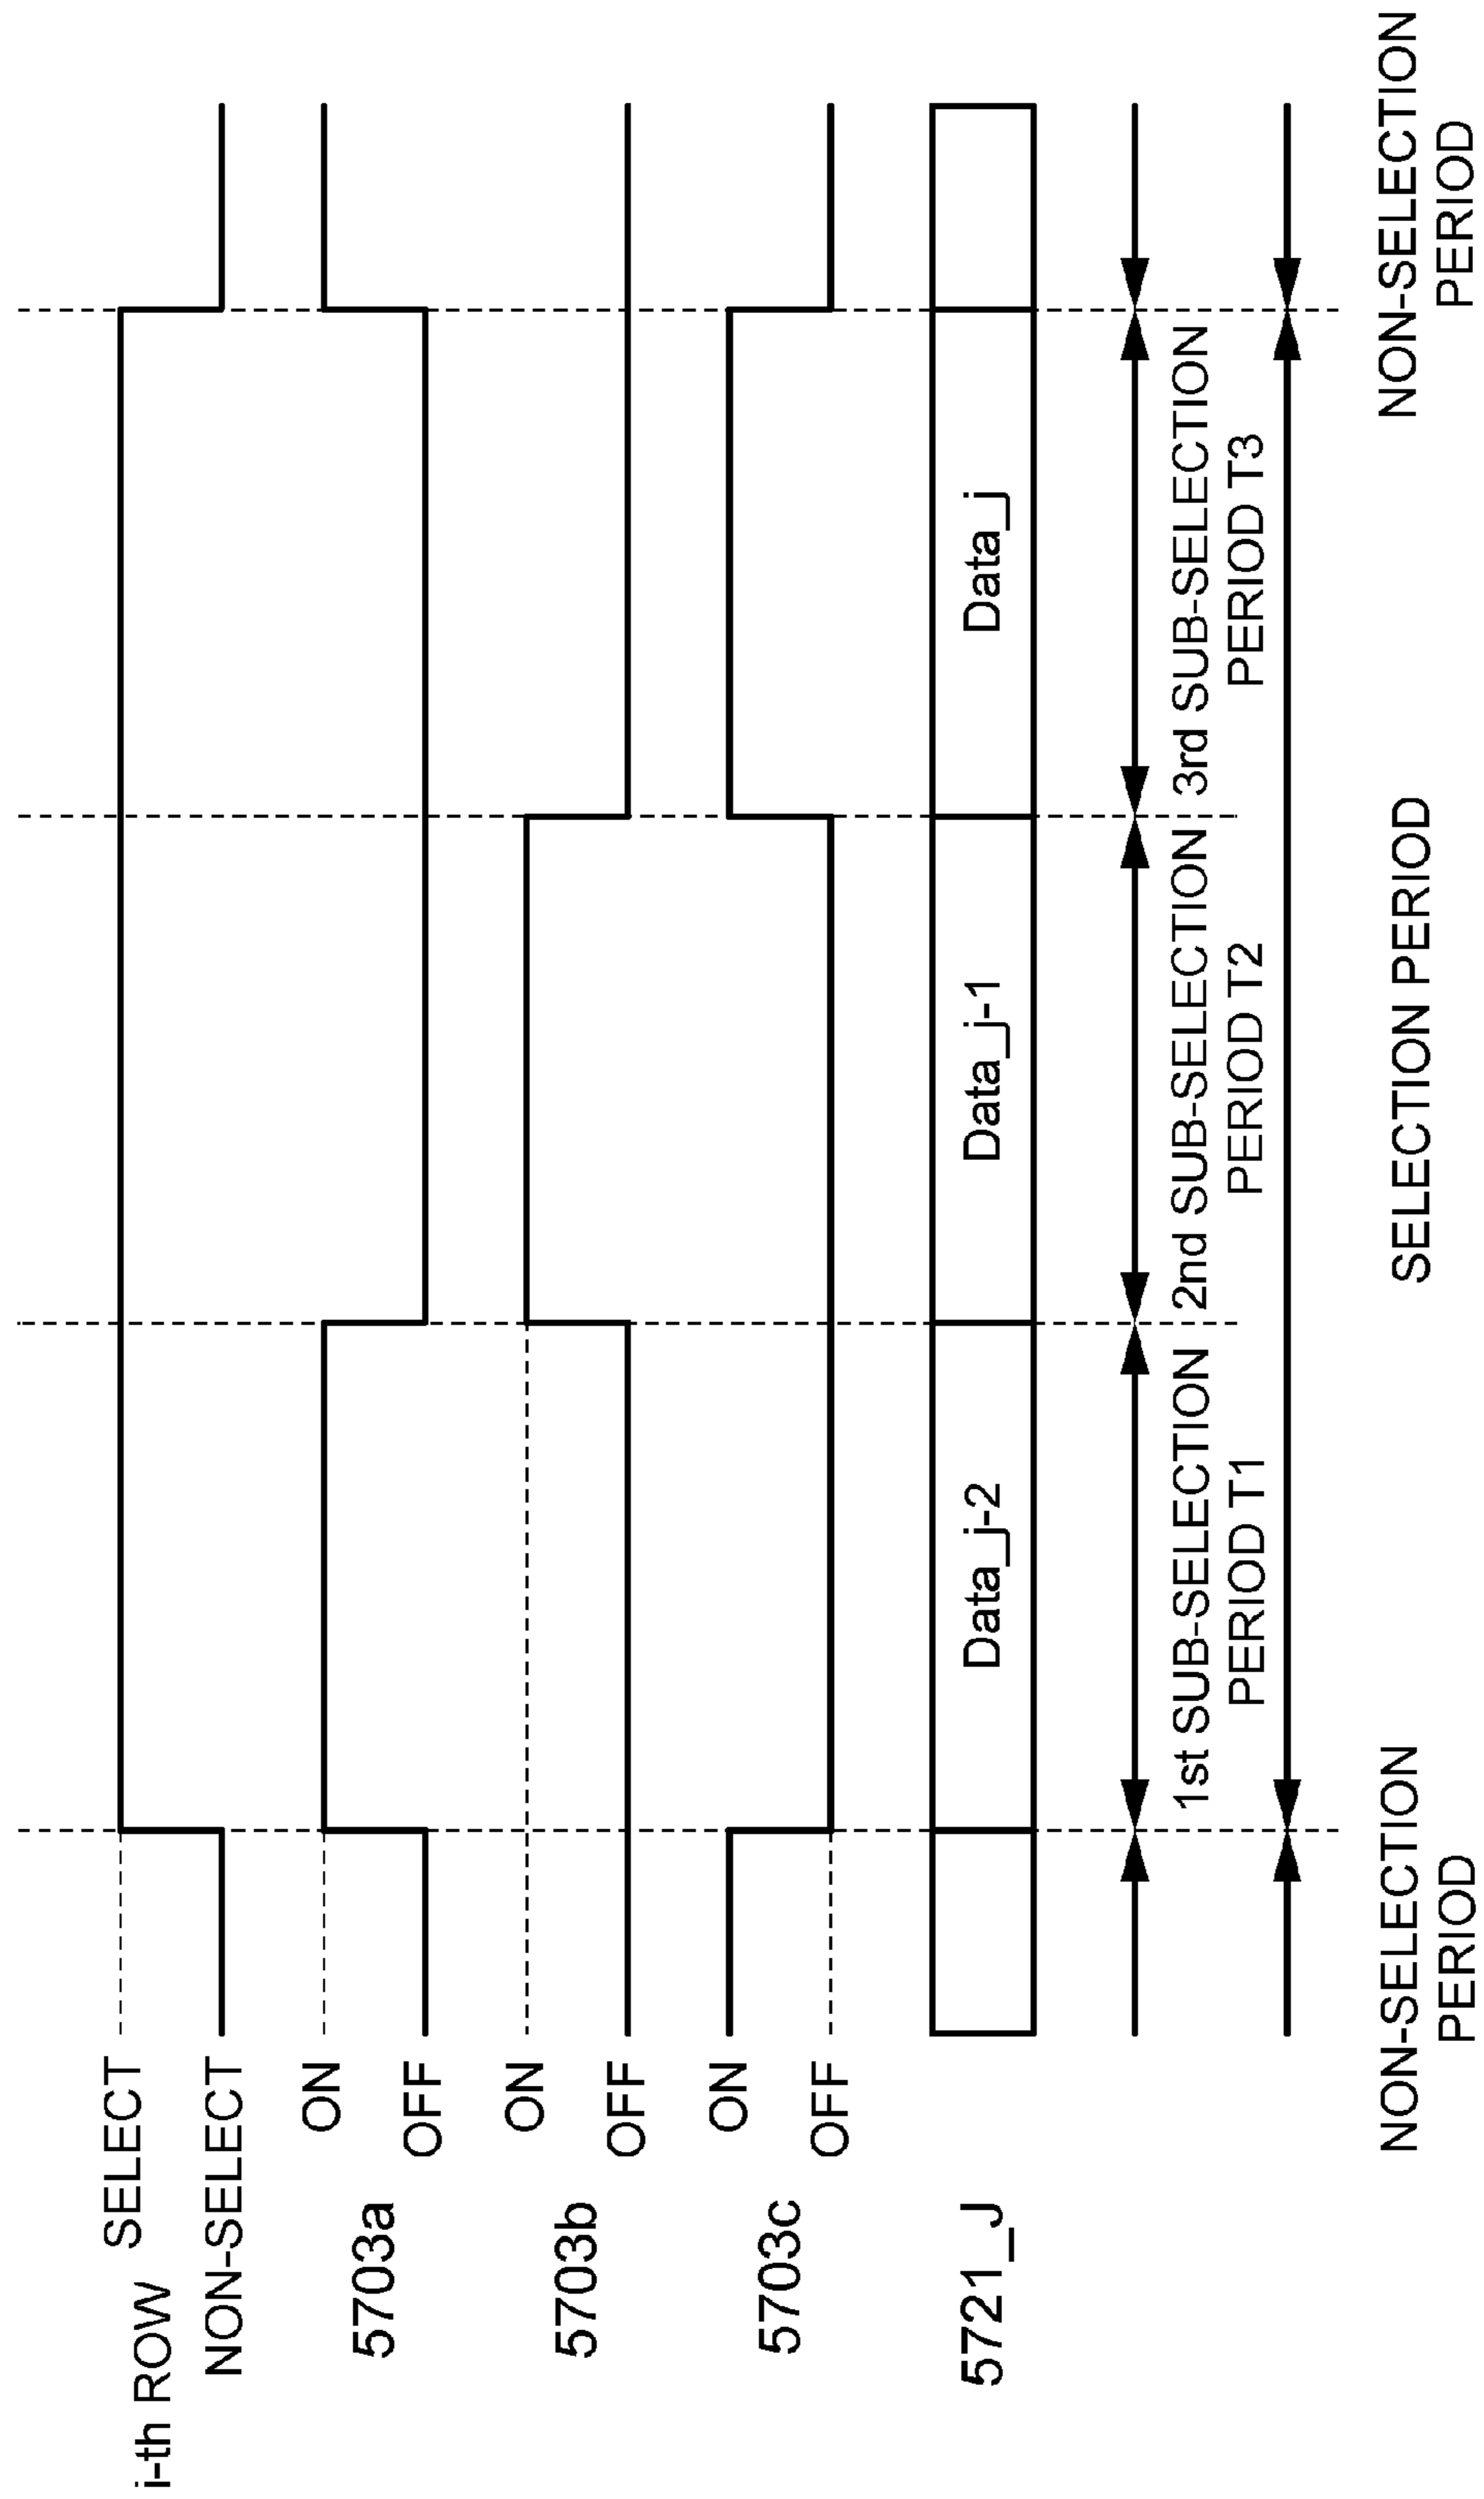 i-th ROW
SELECT
NON-SELECT
5703a
ON
OFF
5703b
ON
OFF
5703c
ON
OFF
5721_J
Data_j-2
Data_j-1
Data_j
1st SUB-SELECTION
PERIOD T1
2nd SUB-SELECTION
PERIOD T2
3rd SUB-SELECTION
PERIOD T3
NON-SELECTION
PERIOD
SELECTION PERIOD
NON-SELECTION
PERIOD